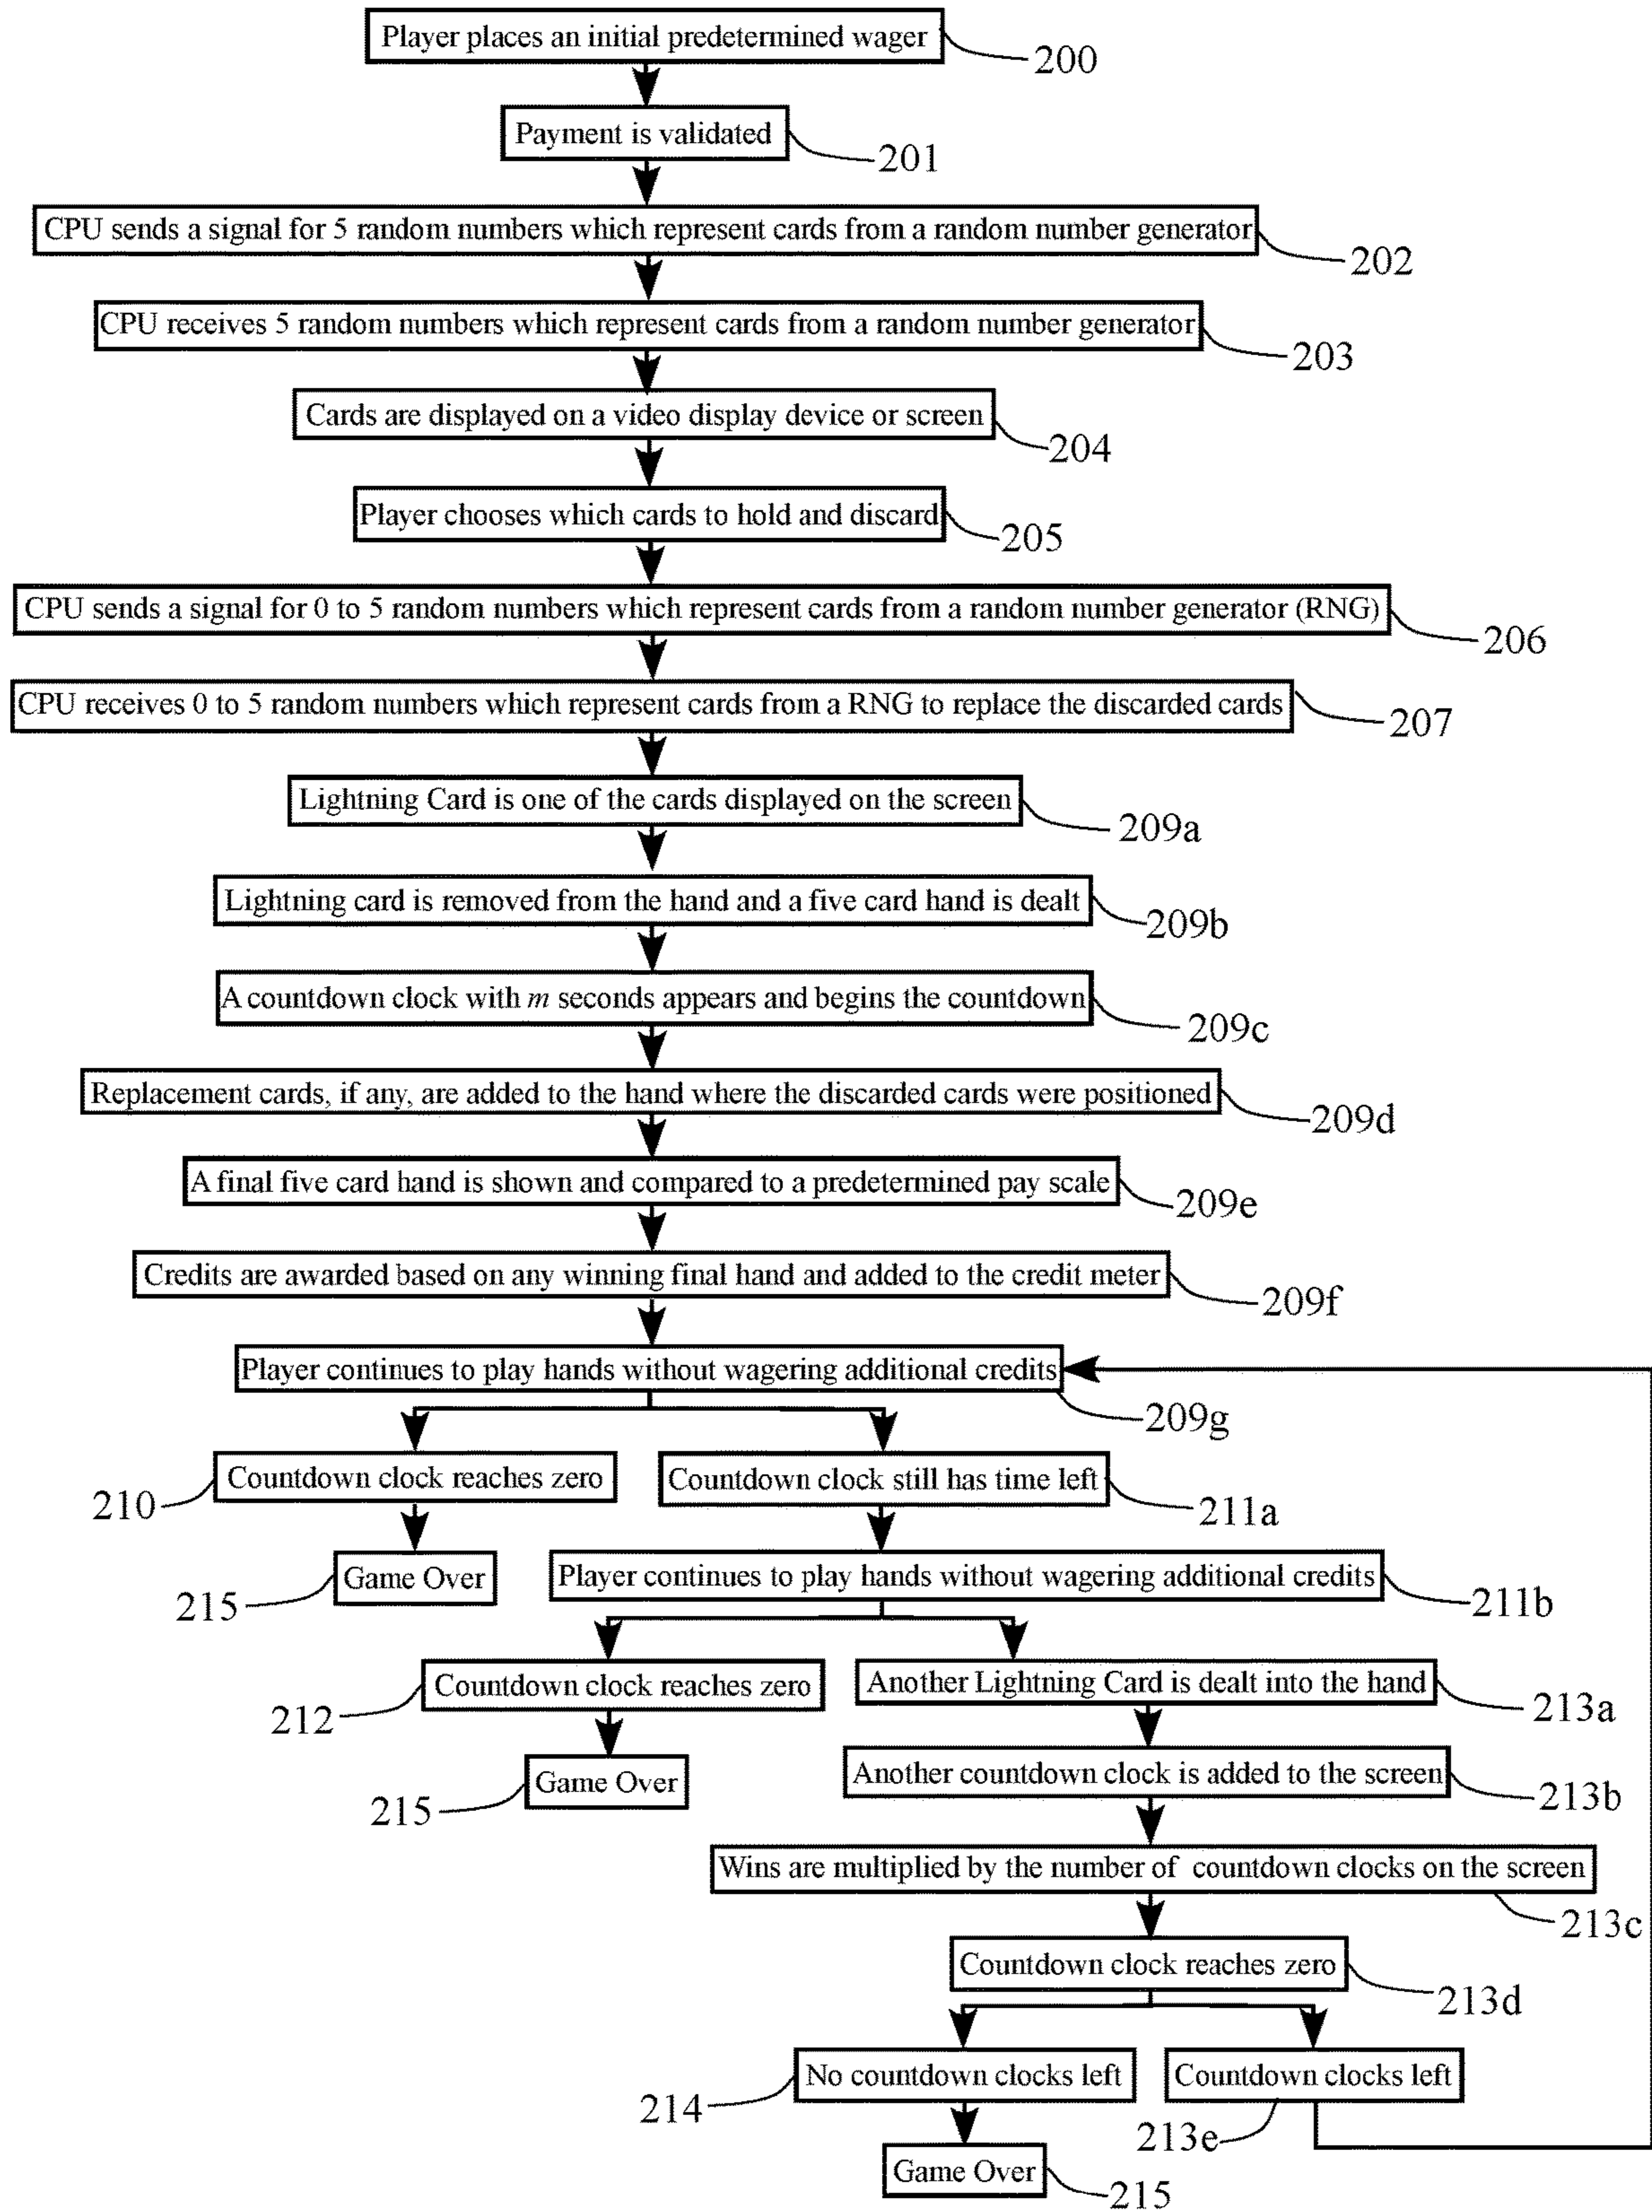 Player places an initial predetermined wager
200
Payment is validated
201
CPU sends a signal for 5 random numbers which represent cards from a random number generator
202
CPU receives 5 random numbers which represent cards from a random number generator
203
Cards are displayed on a video display device or screen
204
Player chooses which cards to hold and discard
205
CPU sends a signal for 0 to 5 random numbers which represent cards from a random number generator (RNG)
206
CPU receives 0 to 5 random numbers which represent cards from a RNG to replace the discarded cards
207
Lightning Card is one of the cards displayed on the screen
209a
Lightning card is removed from the hand and a five card hand is dealt
209b
A countdown clock with m seconds appears and begins the countdown
209c
Replacement cards, if any, are added to the hand where the discarded cards were positioned
209d
A final five card hand is shown and compared to a predetermined pay scale
209e
Credits are awarded based on any winning final hand and added to the credit meter
209f
Player continues to play hands without wagering additional credits
209g
Countdown clock reaches zero
210
Countdown clock still has time left
211a
Game Over
215
Player continues to play hands without wagering additional credits
211b
Countdown clock reaches zero
212
Another Lightning Card is dealt into the hand
213a
Game Over
215
Another countdown clock is added to the screen
213b
Wins are multiplied by the number of countdown clocks on the screen
213c
Countdown clock reaches zero
213d
No countdown clocks left
214
Countdown clocks left
213e
Game Over
215